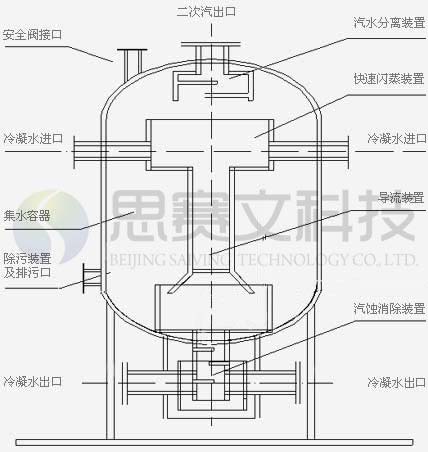 二次汽出口
汽水分离装置
安全阀接口
快速闪蒸装置
冷凝水进口
冷凝水进口
思赛文科技
导流装置
集水容器
BEIJING SAIVING TECHNOLOGY CO., LTD.
除污装置
及排污口
汽蚀消除装置
冷凝水出口
冷凝水出口